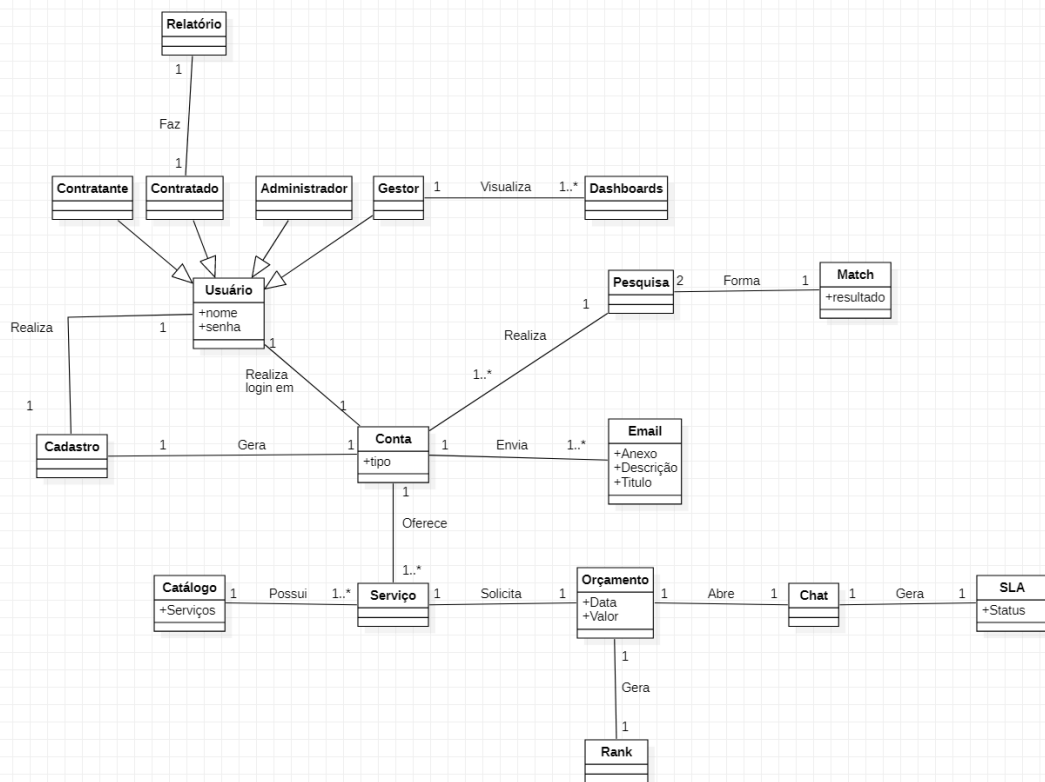 Relatório
1
Faz
1
Contratante
Contratado
Administrador
Gestor
1
Visualiza
1..*
Dashboards
Usuário
+nome
+senha
Realiza
1
1
1
Realiza
login em
1
Pesquisa
2
Forma
1
Match
+resultado
1
Realiza
1..*
Cadastro
1
Gera
1
Conta
+tipo
1
Envia
1..*
Email
+Anexo
+Descrição
+Titulo
1
Oferece
1..*
Catálogo
+Serviços
1
Possui
1..*
Serviço
1
Solicita
1
Orçamento
+Data
+Valor
1
Abre
1
Chat
1
Gera
1
SLA
+Status
1
Gera
1
Rank